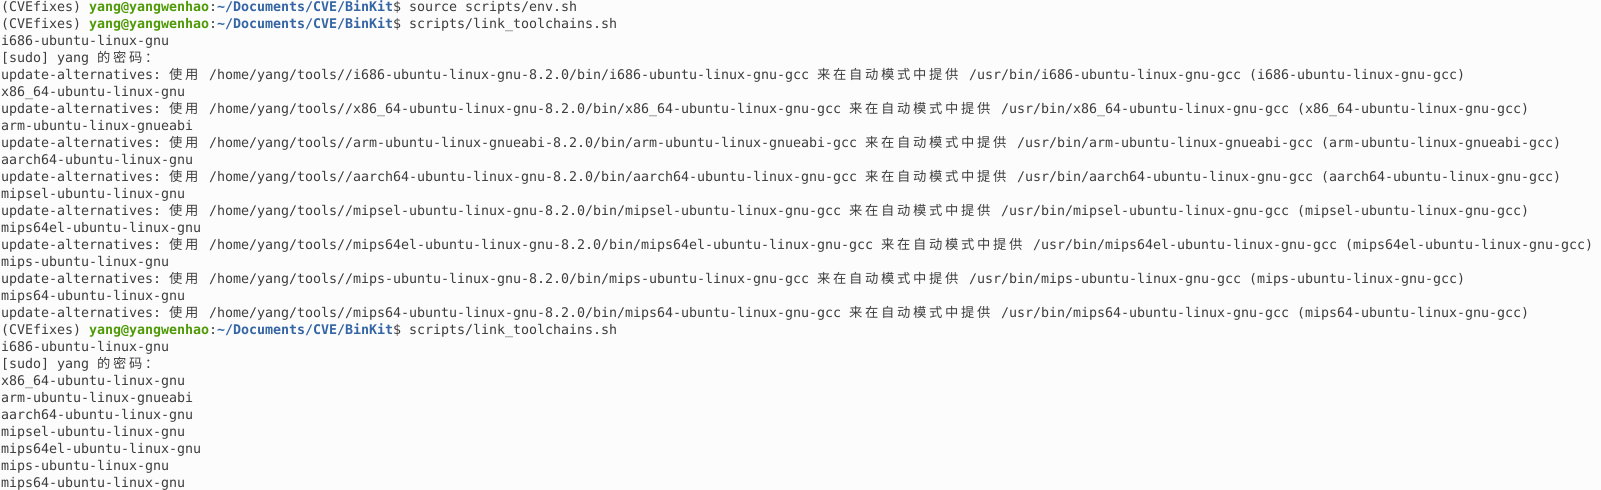 (CVEfixes) yang@yangwenhao:~/Documents/CVE/BinKit$ source scripts/env.sh
(CVEfixes) yang@yangwenhao:~/Documents/CVE/BinKit$ scripts/link_toolchains.sh
i686-ubuntu-linux-gnu
[sudo] yang 的密码：
update-alternatives: 使用 /home/yang/tools//i686-ubuntu-linux-gnu-8.2.0/bin/i686-ubuntu-linux-gnu-gcc 来在自动模式中提供 /usr/bin/i686-ubuntu-linux-gnu-gcc (i686-ubuntu-linux-gnu-gcc)
x86_64-ubuntu-linux-gnu
update-alternatives: 使用 /home/yang/tools//x86_64-ubuntu-linux-gnu-8.2.0/bin/x86_64-ubuntu-linux-gnu-gcc 来在自动模式中提供 /usr/bin/x86_64-ubuntu-linux-gnu-gcc (x86_64-ubuntu-linux-gnu-gcc)
arm-ubuntu-linux-gnueabi
update-alternatives: 使用 /home/yang/tools//arm-ubuntu-linux-gnueabi-8.2.0/bin/arm-ubuntu-linux-gnueabi-gcc 来在自动模式中提供 /usr/bin/arm-ubuntu-linux-gnueabi-gcc (arm-ubuntu-linux-gnueabi-gcc)
aarch64-ubuntu-linux-gnu
update-alternatives: 使用 /home/yang/tools//aarch64-ubuntu-linux-gnu-8.2.0/bin/aarch64-ubuntu-linux-gnu-gcc 来在自动模式中提供 /usr/bin/aarch64-ubuntu-linux-gnu-gcc (aarch64-ubuntu-linux-gnu-gcc)
mipsel-ubuntu-linux-gnu
update-alternatives: 使用 /home/yang/tools//mipsel-ubuntu-linux-gnu-8.2.0/bin/mipsel-ubuntu-linux-gnu-gcc 来在自动模式中提供 /usr/bin/mipsel-ubuntu-linux-gnu-gcc (mipsel-ubuntu-linux-gnu-gcc)
mips64el-ubuntu-linux-gnu
update-alternatives: 使用 /home/yang/tools//mips64el-ubuntu-linux-gnu-8.2.0/bin/mips64el-ubuntu-linux-gnu-gcc 来在自动模式中提供 /usr/bin/mips64el-ubuntu-linux-gnu-gcc (mips64el-ubuntu-linux-gnu-gcc)
mips-ubuntu-linux-gnu
update-alternatives: 使用 /home/yang/tools//mips-ubuntu-linux-gnu-8.2.0/bin/mips-ubuntu-linux-gnu-gcc 来在自动模式中提供 /usr/bin/mips-ubuntu-linux-gnu-gcc (mips-ubuntu-linux-gnu-gcc)
mips64-ubuntu-linux-gnu
update-alternatives: 使用 /home/yang/tools//mips64-ubuntu-linux-gnu-8.2.0/bin/mips64-ubuntu-linux-gnu-gcc 来在自动模式中提供 /usr/bin/mips64-ubuntu-linux-gnu-gcc (mips64-ubuntu-linux-gnu-gcc)
(CVEfixes) yang@yangwenhao:~/Documents/CVE/BinKit$ scripts/link_toolchains.sh
i686-ubuntu-linux-gnu
[sudo] yang 的密码：
x86_64-ubuntu-linux-gnu
arm-ubuntu-linux-gnueabi
aarch64-ubuntu-linux-gnu
mipsel-ubuntu-linux-gnu
mips64el-ubuntu-linux-gnu
mips-ubuntu-linux-gnu
mips64-ubuntu-linux-gnu